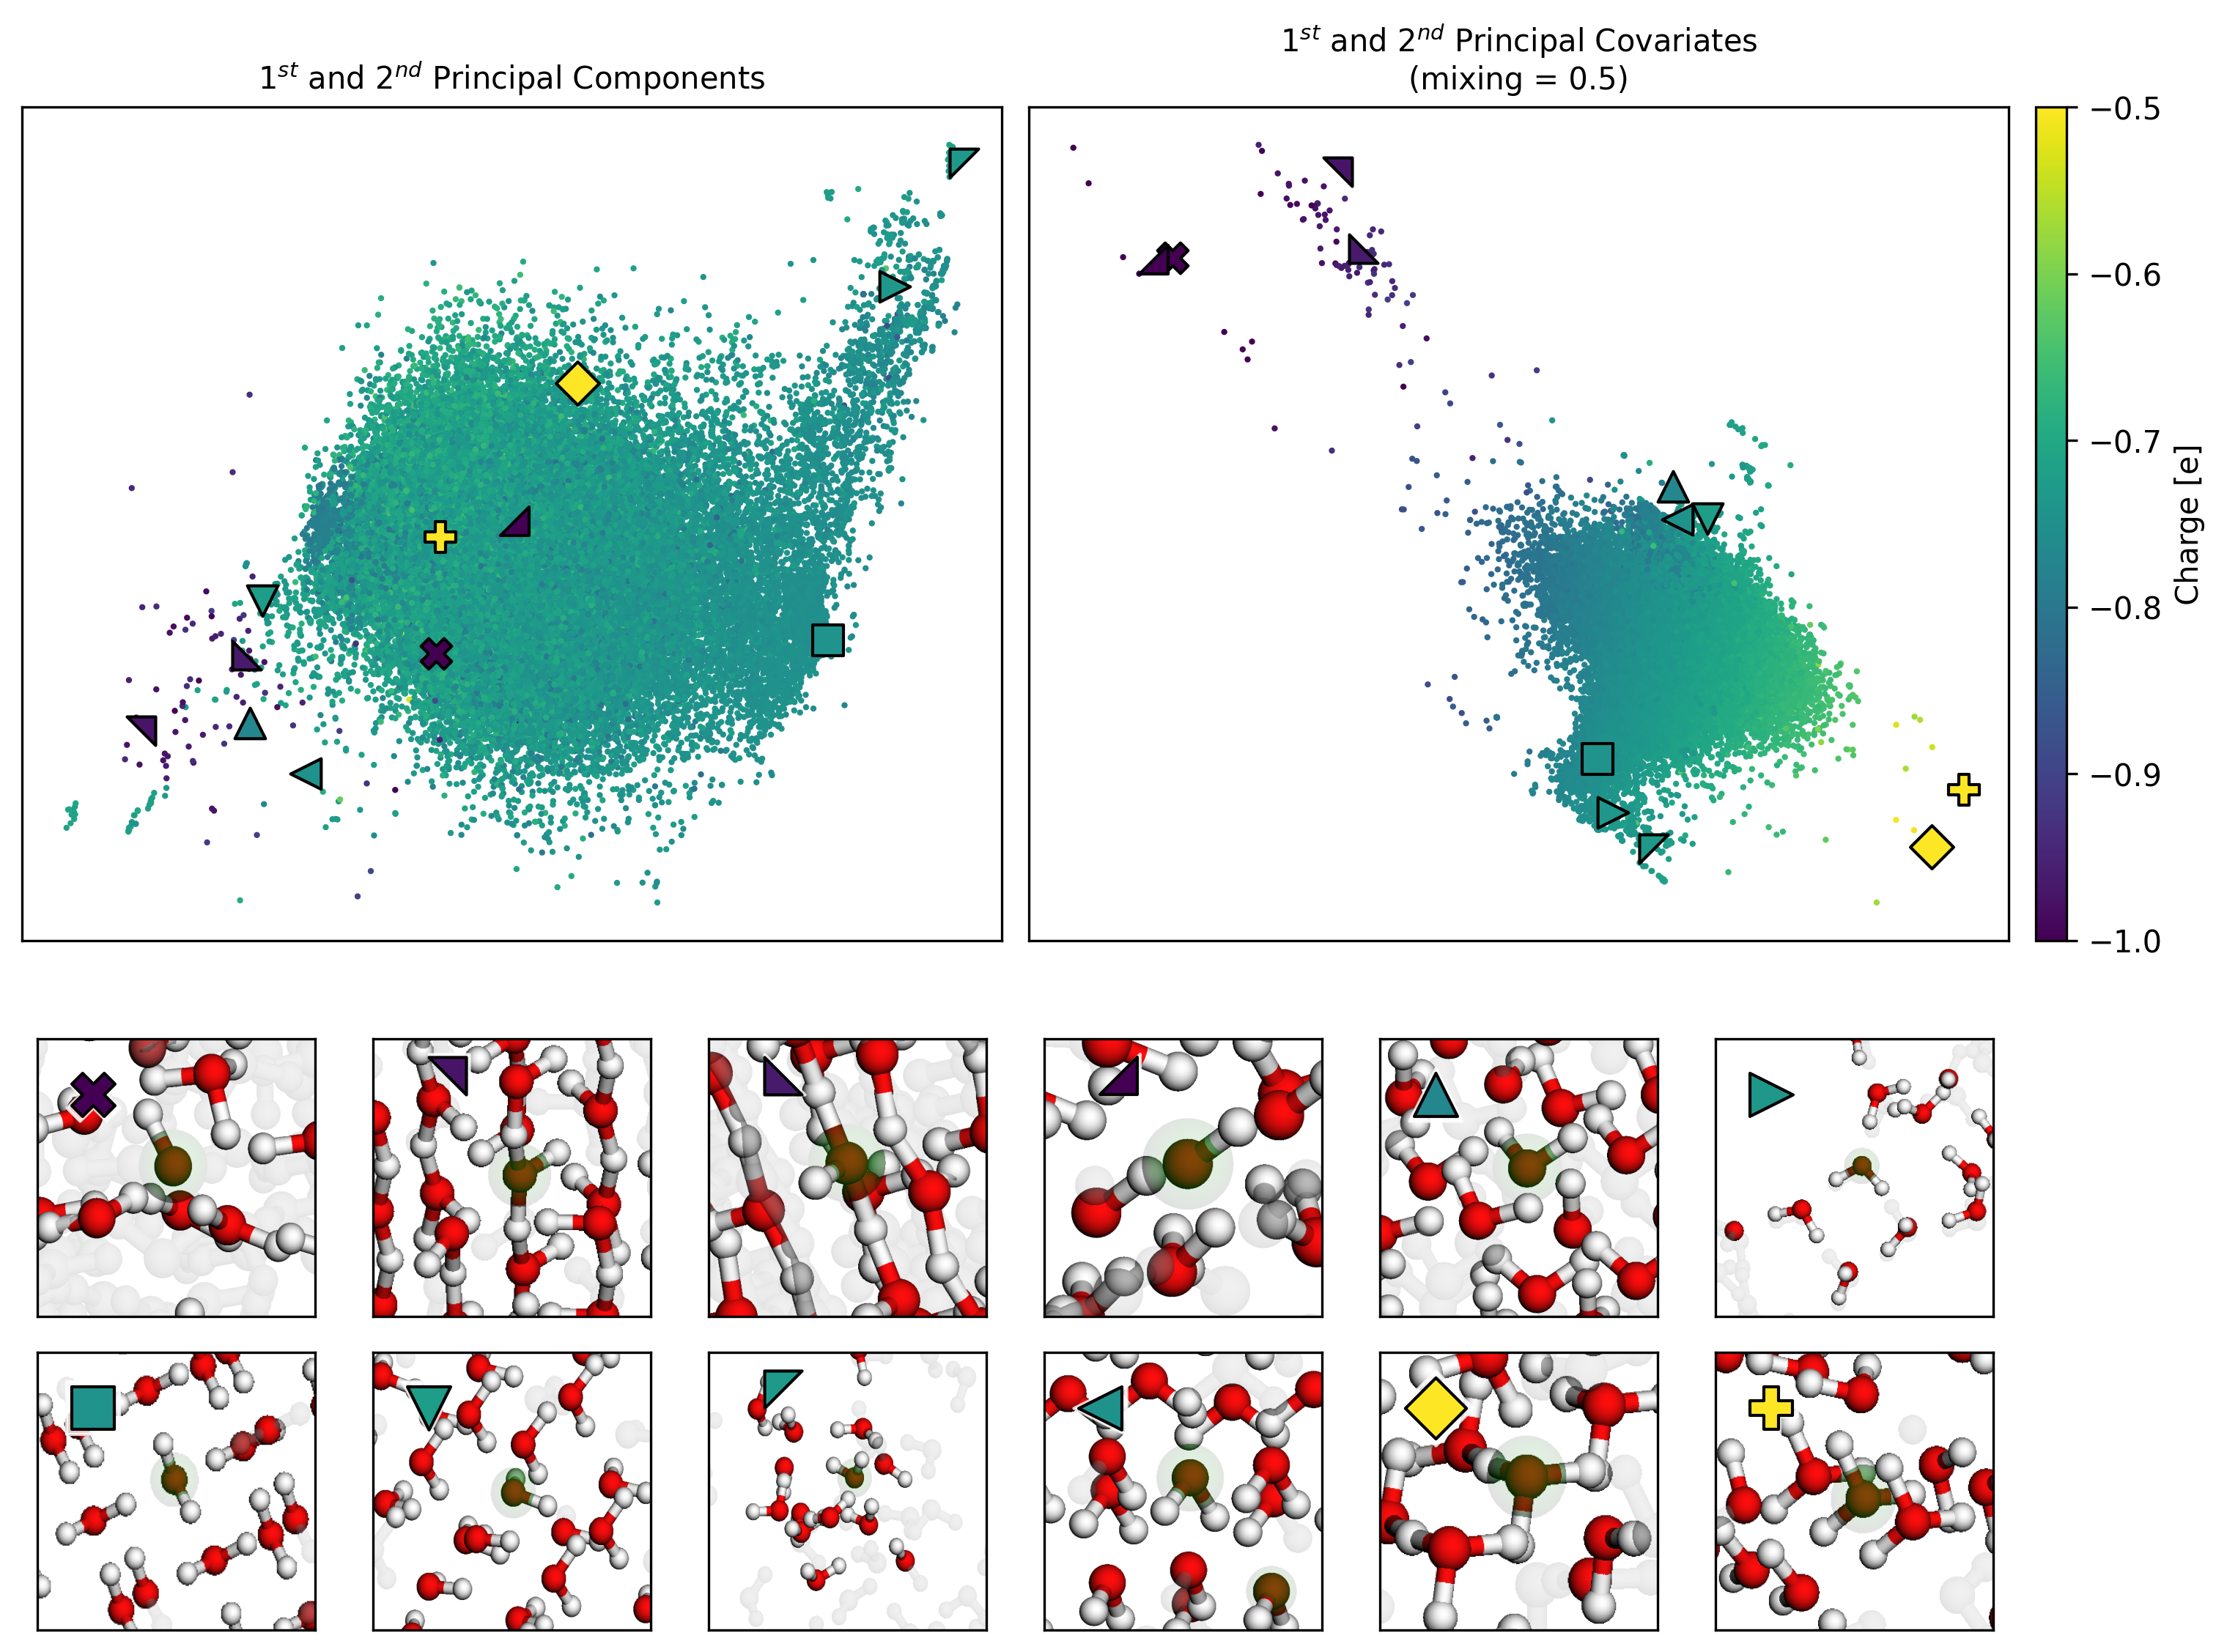 1st and 2nd Principal Components
1st and 2nd Principal Covariates
(mixing = 0.5)
−0.5
−0.6
−0.7
−0.8
−0.9
−1.0
Charge [e]